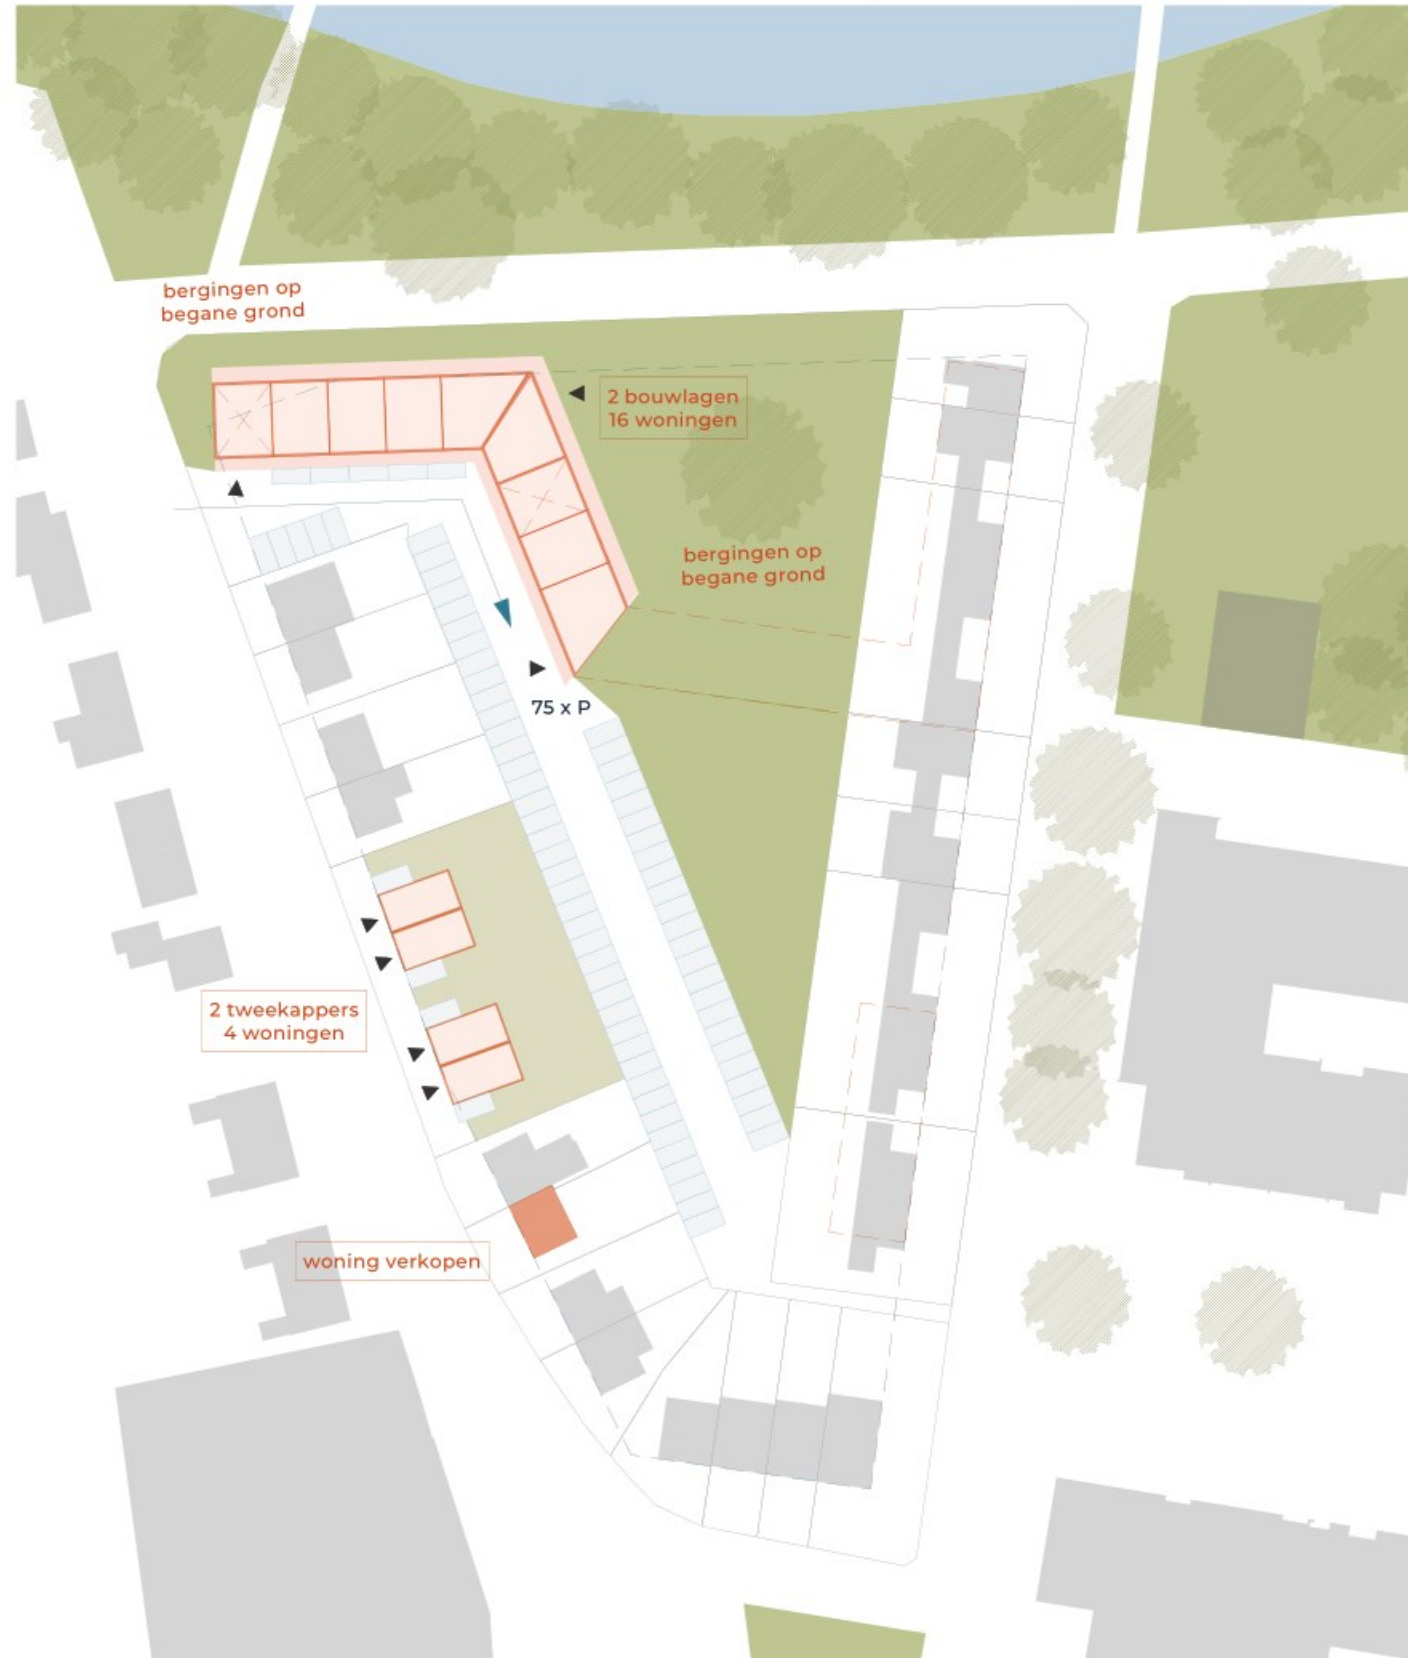 bergingen op
begane grond
2 bouwlagen
16 woningen
bergingen op
begane grond
75 x P
2 tweekappers
4 woningen
woning verkopen